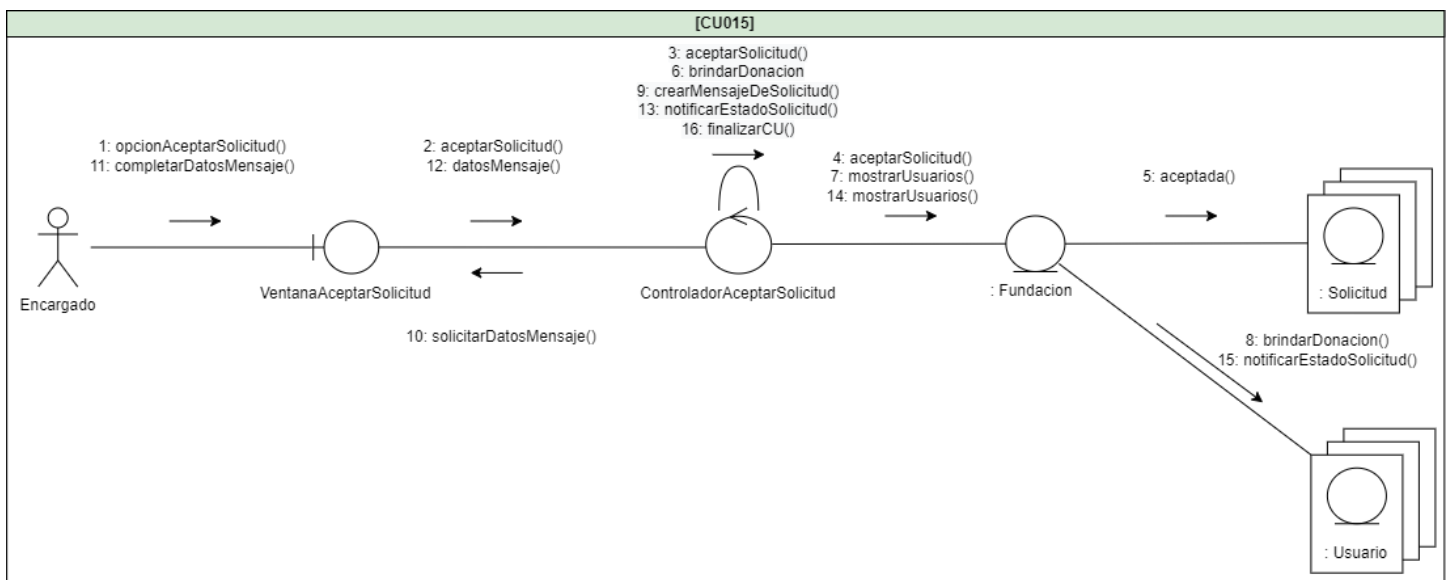 [CU015]
3: aceptarSolicitud()
6: brindarDonacion
9: crearMensajeDeSolicitud()
13: notificarEstadoSolicitud()
16: finalizarCU()
1: opcionAceptarSolicitud()
11: completarDatosMensaje()
2: aceptarSolicitud()
12: datosMensaje()
4: aceptarSolicitud()
7: mostrarUsuarios()
14: mostrarUsuarios()
5: aceptada()
Encargado
VentanaAceptarSolicitud
ControladorAceptarSolicitud
: Fundacion
: Solicitud
10: solicitarDatosMensaje()
8: brindarDonacion()
15: notificarEstadoSolicitud()
: Usuario